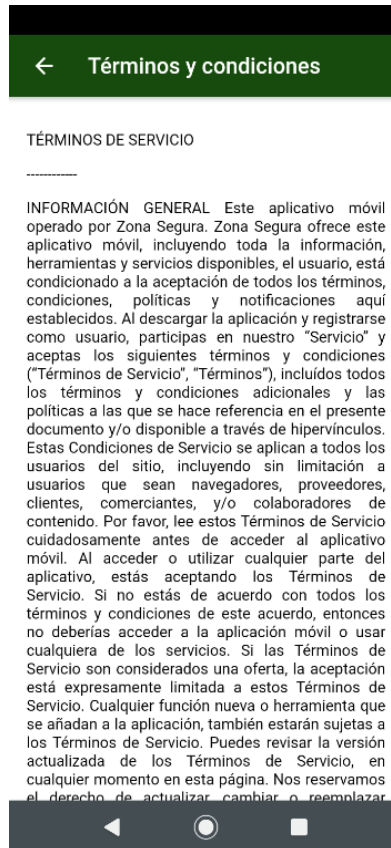 Términos y condiciones
TÉRMINOS DE SERVICIO
------------
INFORMACIÓN GENERAL Este aplicativo móvil
operado por Zona Segura. Zona Segura ofrece este
aplicativo móvil, incluyendo toda la información,
herramientas y servicios disponibles, el usuario, está
condicionado a la aceptación de todos los términos,
condiciones, políticas y notificaciones aquí
establecidos. Al descargar la aplicación y registrarse
como usuario, participas en nuestro “Servicio” y
aceptas los siguientes términos y condiciones
(“Términos de Servicio”, “Términos”), incluídos todos
los términos y condiciones adicionales y las
políticas a las que se hace referencia en el presente
documento y/o disponible a través de hipervínculos.
Estas Condiciones de Servicio se aplican a todos los
usuarios del sitio, incluyendo sin limitación a
usuarios que sean navegadores, proveedores,
clientes, comerciantes, y/o colaboradores de
contenido. Por favor, lee estos Términos de Servicio
cuidadosamente antes de acceder al aplicativo
móvil. Al acceder o utilizar cualquier parte del
aplicativo, estás aceptando los Términos de
Servicio. Si no estás de acuerdo con todos los
términos y condiciones de este acuerdo, entonces
no deberías acceder a la aplicación móvil o usar
cualquiera de los servicios. Si las Términos de
Servicio son considerados una oferta, la aceptación
está expresamente limitada a estos Términos de
Servicio. Cualquier función nueva o herramienta que
se añadan a la aplicación, también estarán sujetas a
los Términos de Servicio. Puedes revisar la versión
actualizada de los Términos de Servicio, en
cualquier momento en esta página. Nos reservamos
el derecho de actualizar, cambiar o reemplazar